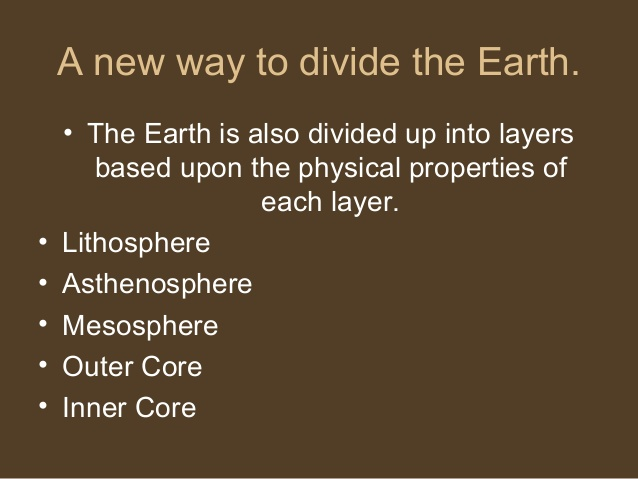 A new way to divide the Earth.
• The Earth is also divided up into layers
based upon the physical properties of
each layer.
• Lithosphere
• Asthenosphere
• Mesosphere
• Outer Core
• Inner Core